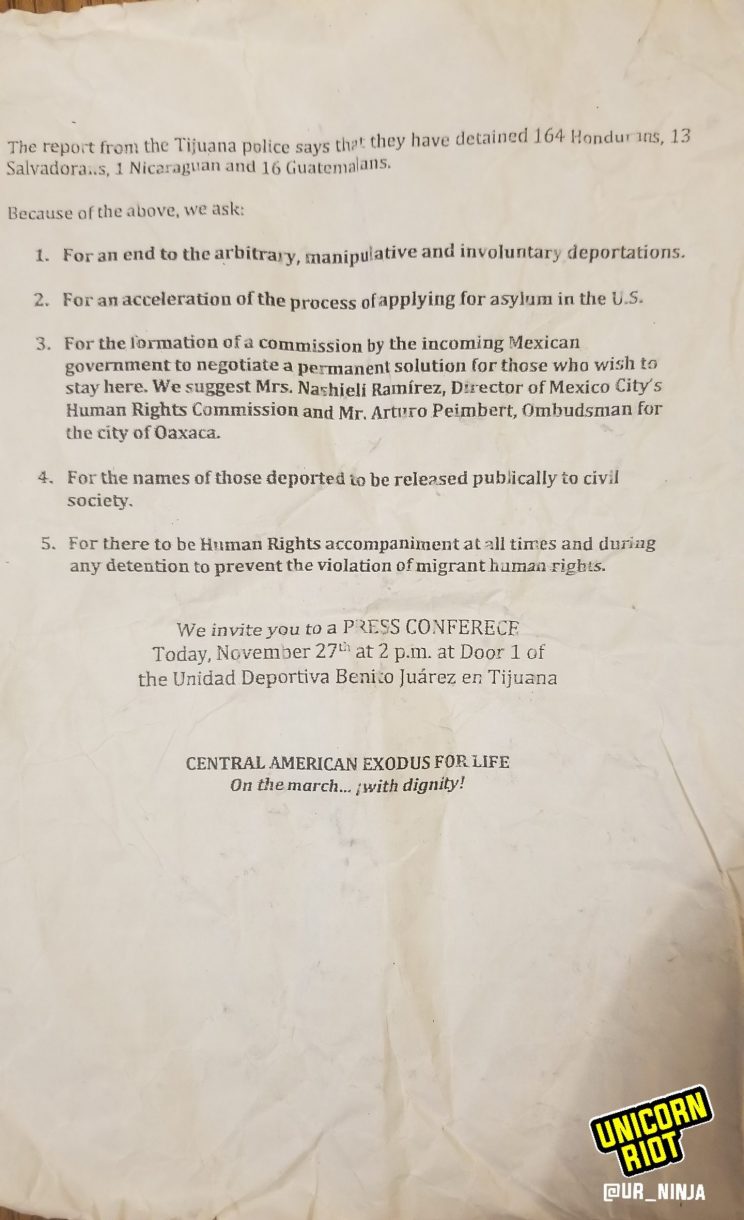 The report from the Tijuana police says that they have detained 164 Hondurans, 13
Salvadorans, 1 Nicaraguan and 16 Guatemalans.
Because of the above, we ask:
1. For an end to the arbitrary, manipulative and involuntary deportations.
2. For an acceleration of the process of applying for asylum in the U.S.
3. For the formation of a commission by the incoming Mexican
government to negotiate a permanent solution for those who wish to
stay here. We suggest Mrs. Nashieli Ramírez, Director of Mexico City's
Human Rights Commission and Mr. Arturo Peimbert, Ombudsman for
the city of Oaxaca.
4. For the names of those deported to be released publically to civil
society.
5. For there to be Human Rights accompaniment at all times and during
any detention to prevent the violation of migrant human rights.
We invite you to a PRESS CONFERECE
Today, November 27th at 2 p.m. at Door 1 of
the Unidad Deportiva Benito Juárez en Tijuana
CENTRAL AMERICAN EXODUS FOR LIFE
On the march... ¡with dignity!
UNICORN
RIOT
@UR_NINJA